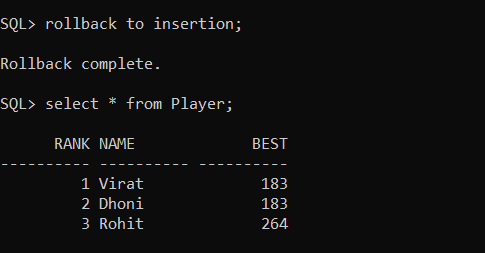 SQL> rollback to insertion;
Rollback complete.
SQL> select * from Player;
      RANK NAME             BEST
---------- ---------- ----------
         1 Virat             183
         2 Dhoni             183
         3 Rohit             264